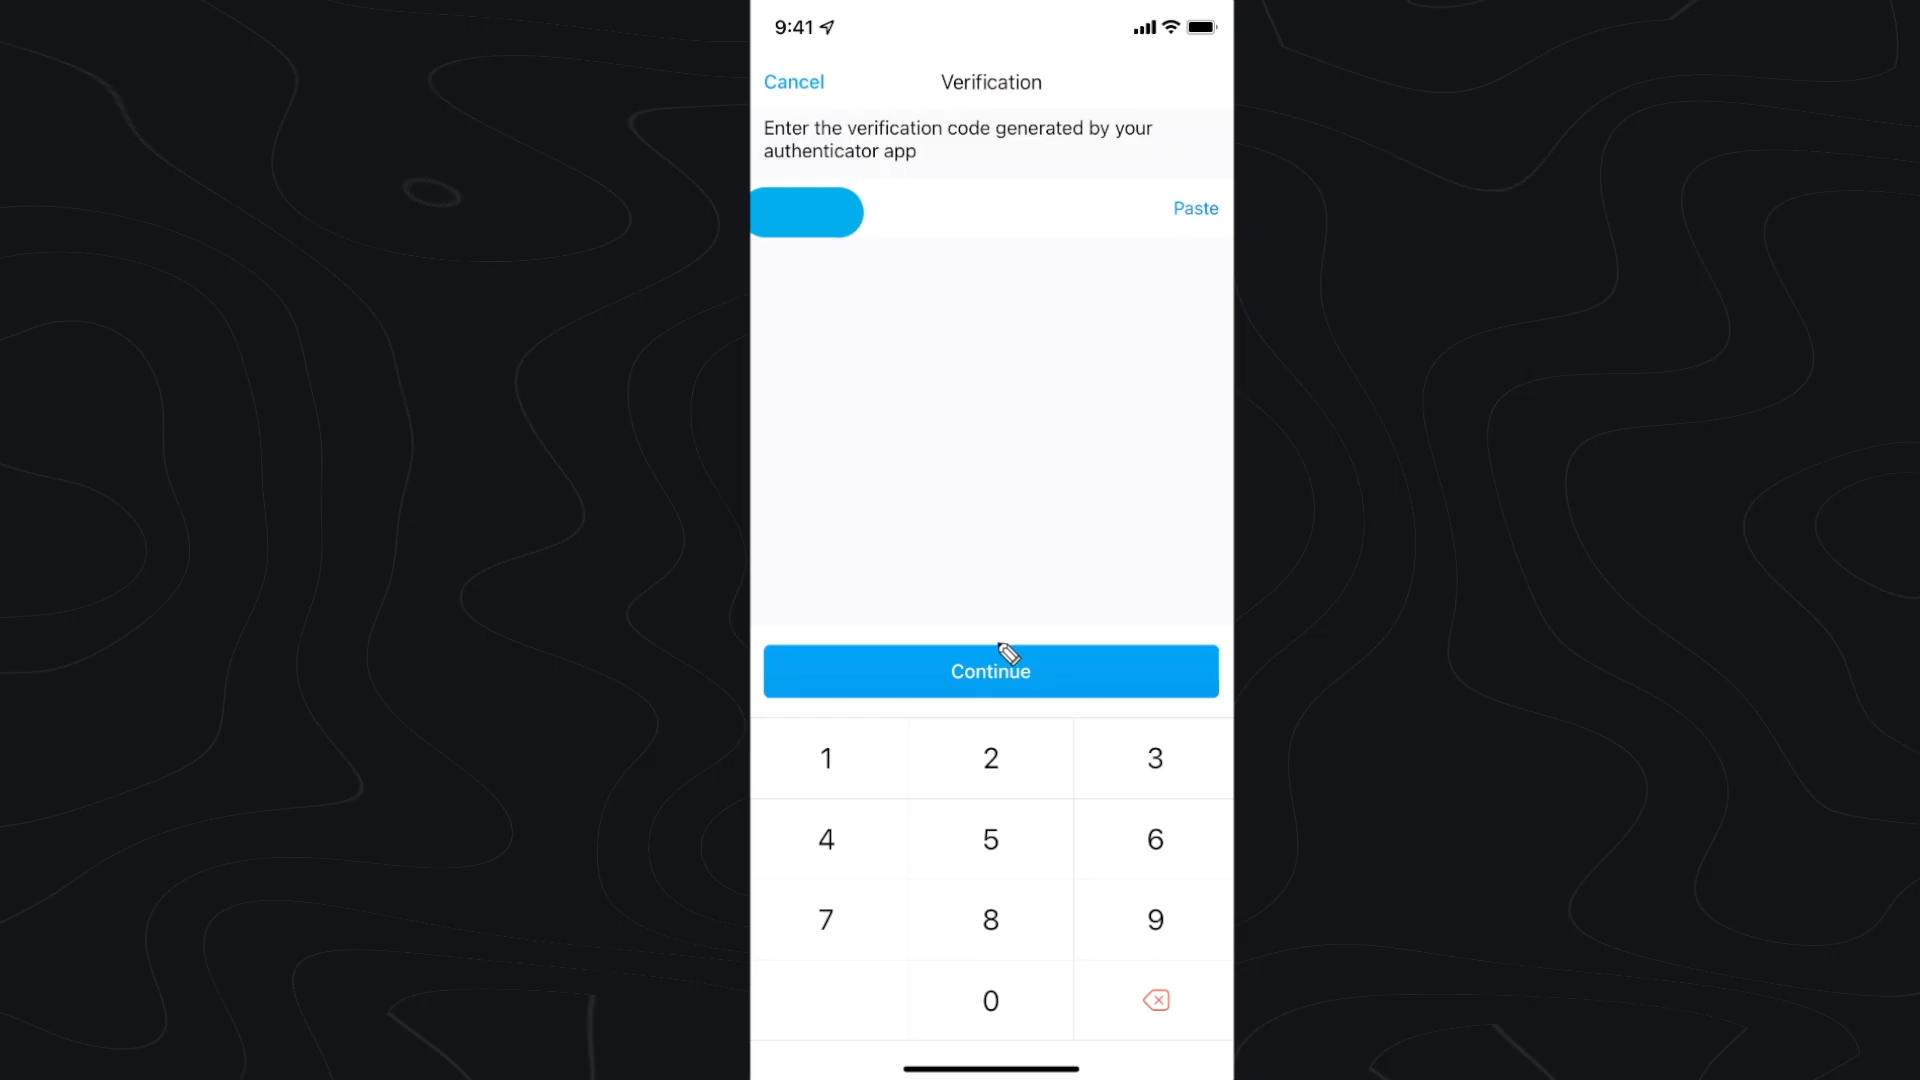 9:41
Cancel
Verification
Enter the verification code generated by your
authenticator app
Paste
Continue
1 2 3
4 5 6
7 8 9
0